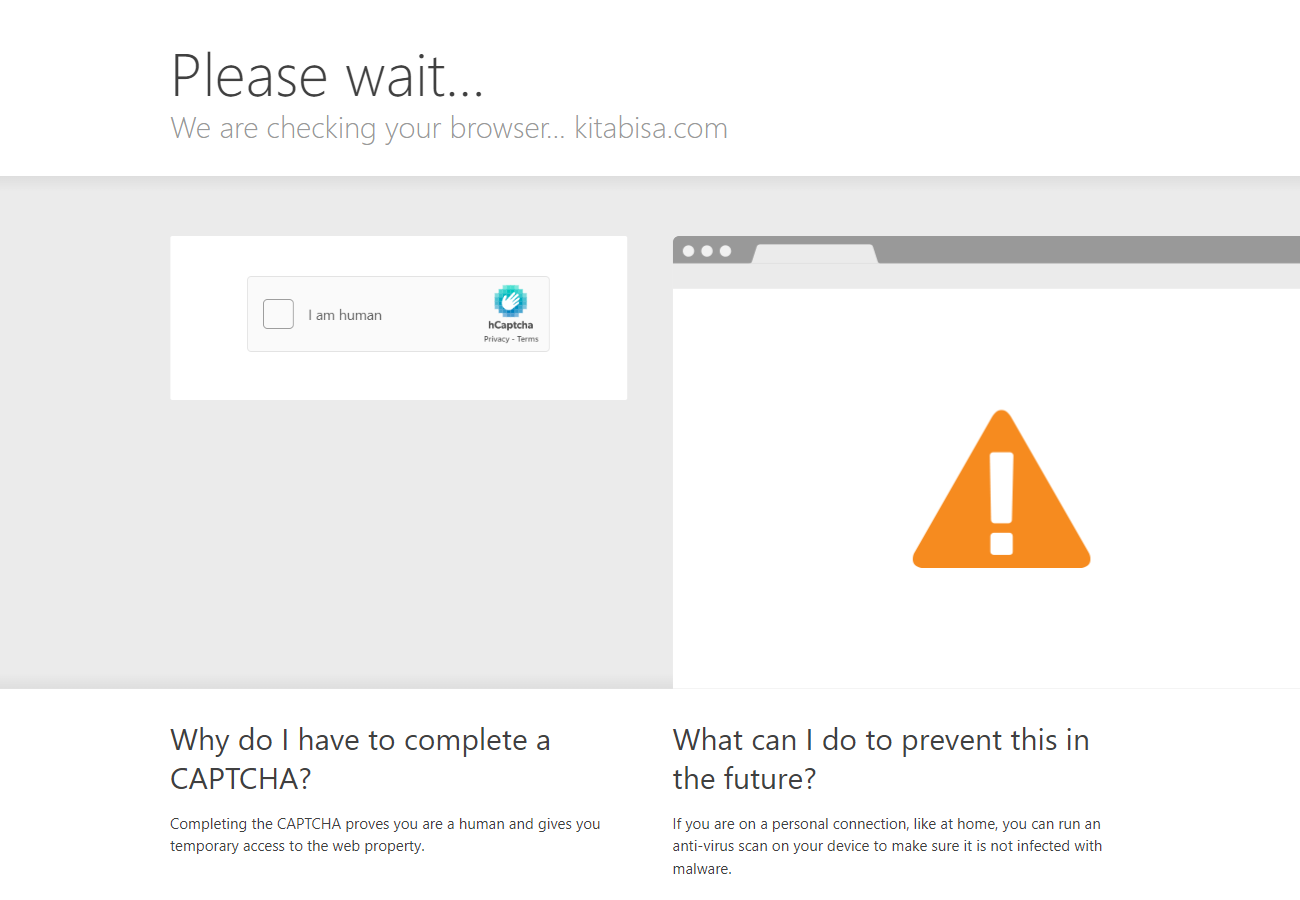 Please wait...
We are checking your browser... kitabisa.com
I am human
hCaptcha
Privacy - Terms
Why do I have to complete a
CAPTCHA?
Completing the CAPTCHA proves you are a human and gives you
temporary access to the web property.
What can I do to prevent this in
the future?
If you are on a personal connection, like at home, you can run an
anti-virus scan on your device to make sure it is not infected with
malware.